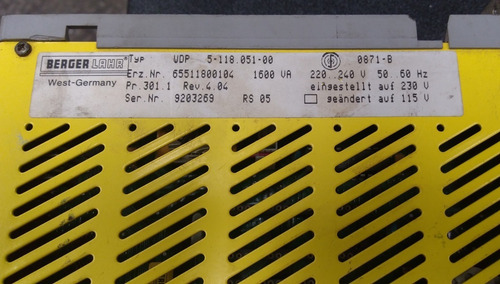 BERGER LAHR
West-Germany
Typ WDP 5-118.051-00 0871-B
Erz.Nr. 65511800104 1600 VA 220..240 V 50..60 Hz
Pr.301.1 Rev.4.04 eingestellt auf 230 V
Ser.Nr. 9203269 RS 05 geändert auf 115 V